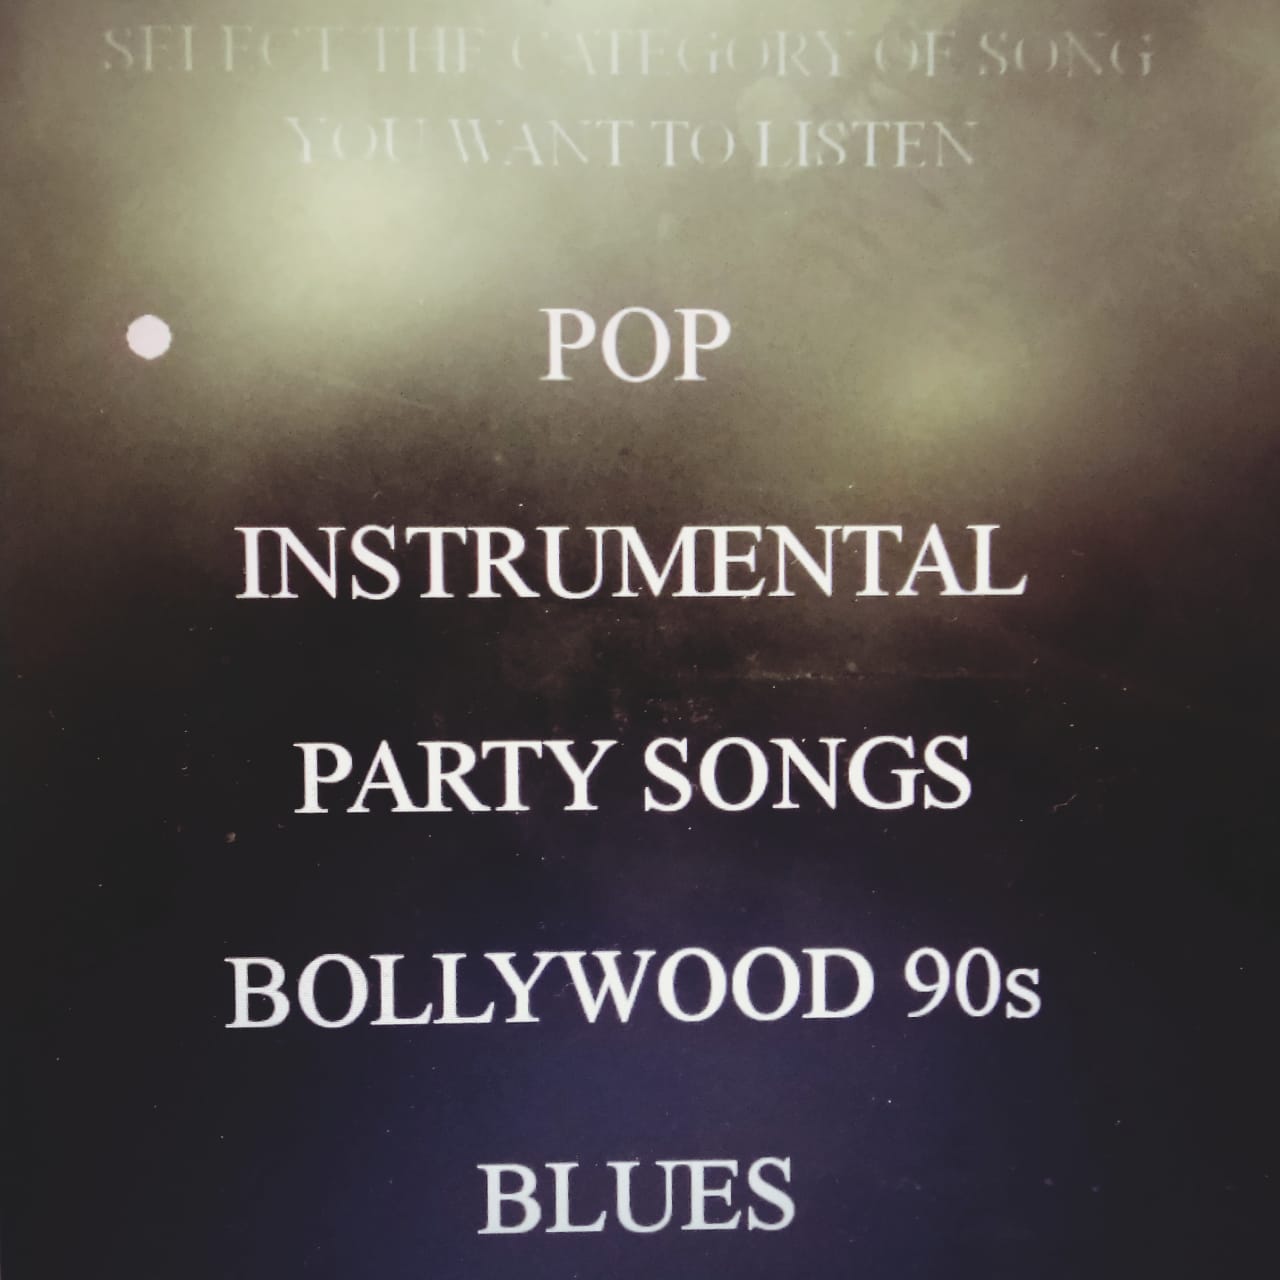 SELECT THE CATEGORY OF SONG
YOU WANT TO LISTEN
POP
INSTRUMENTAL
PARTY SONGS
BOLLYWOOD 90s
BLUES